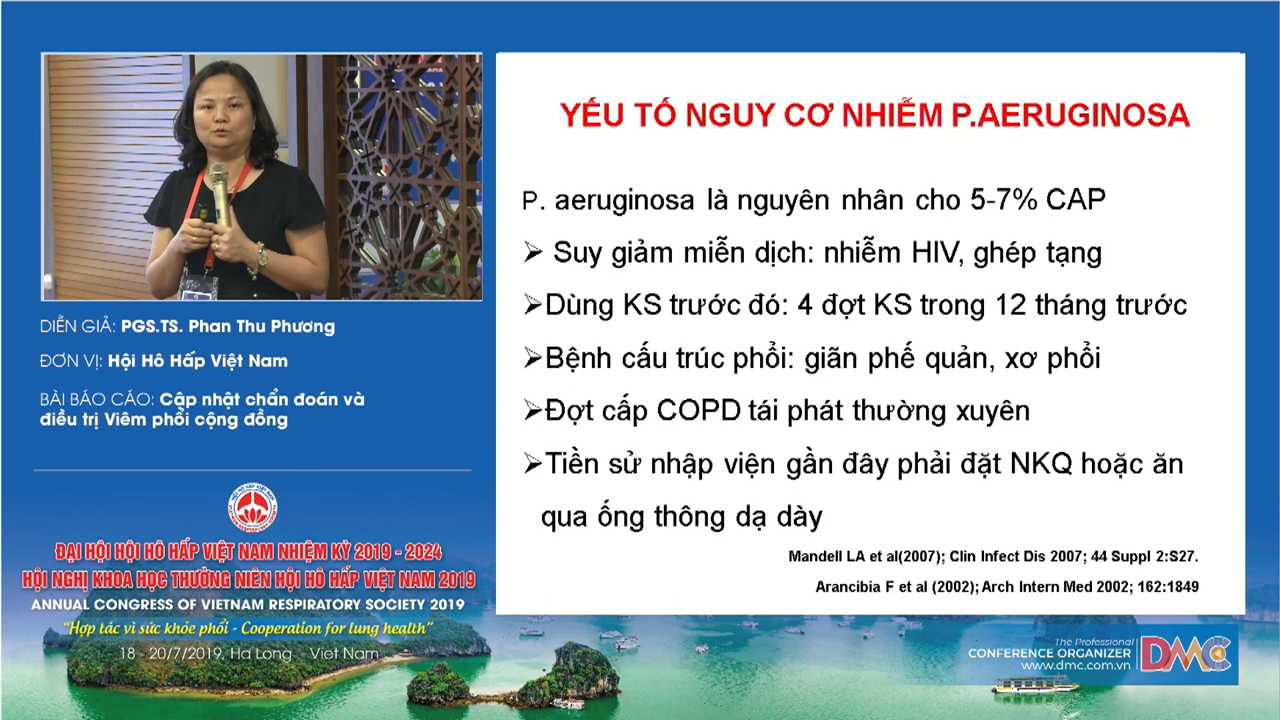 DIỄN GIẢ: PGS.TS. Phan Thu Phương
ĐƠN VỊ: Hội Hô Hấp Việt Nam
BÀI BÁO CÁO: Cập nhật chẩn đoán và
điều trị Viêm phổi cộng đồng
ĐẠI HỘI HỘI HÔ HẤP VIỆT NAM NHIỆM KỲ 2019 - 2024
HỘI NGHỊ KHOA HỌC THƯỜNG NIÊN HỘI HÔ HẤP VIỆT NAM 2019
ANNUAL CONGRESS OF VIETNAM RESPIRATORY SOCIETY 2019
"Hợp tác vì sức khỏe phổi - Cooperation for lung health"
18 - 20/7/2019, Ha Long - Viet Nam
YẾU TỐ NGUY CƠ NHIỄM P.AERUGINOSA
P. aeruginosa là nguyên nhân cho 5-7% CAP
➢ Suy giảm miễn dịch: nhiễm HIV, ghép tạng
➢Dùng KS trước đó: 4 đợt KS trong 12 tháng trước
➢Bệnh cấu trúc phổi: giãn phế quản, xơ phổi
➢Đợt cấp COPD tái phát thường xuyên
➢Tiền sử nhập viện gần đây phải đặt NKQ hoặc ăn
qua ống thông dạ dày
Mandell LA et al(2007); Clin Infect Dis 2007; 44 Suppl 2:S27.
Arancibia F et al (2002); Arch Intern Med 2002; 162:1849
The Professional
CONFERENCE ORGANIZER
www.dmc.com.vn
DMC